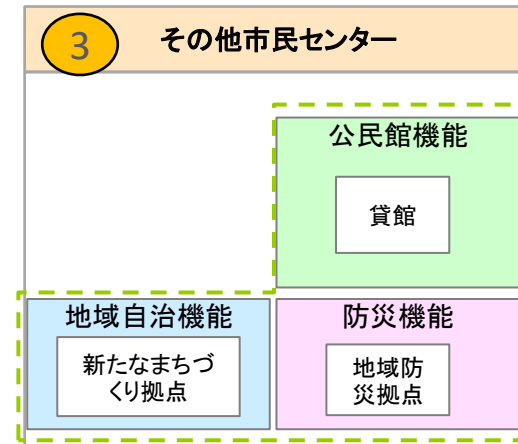 3
その他市民センター
公民館機能
貸館
地域自治機能
新たなまちづ
くり拠点
防災機能
地域防
災拠点